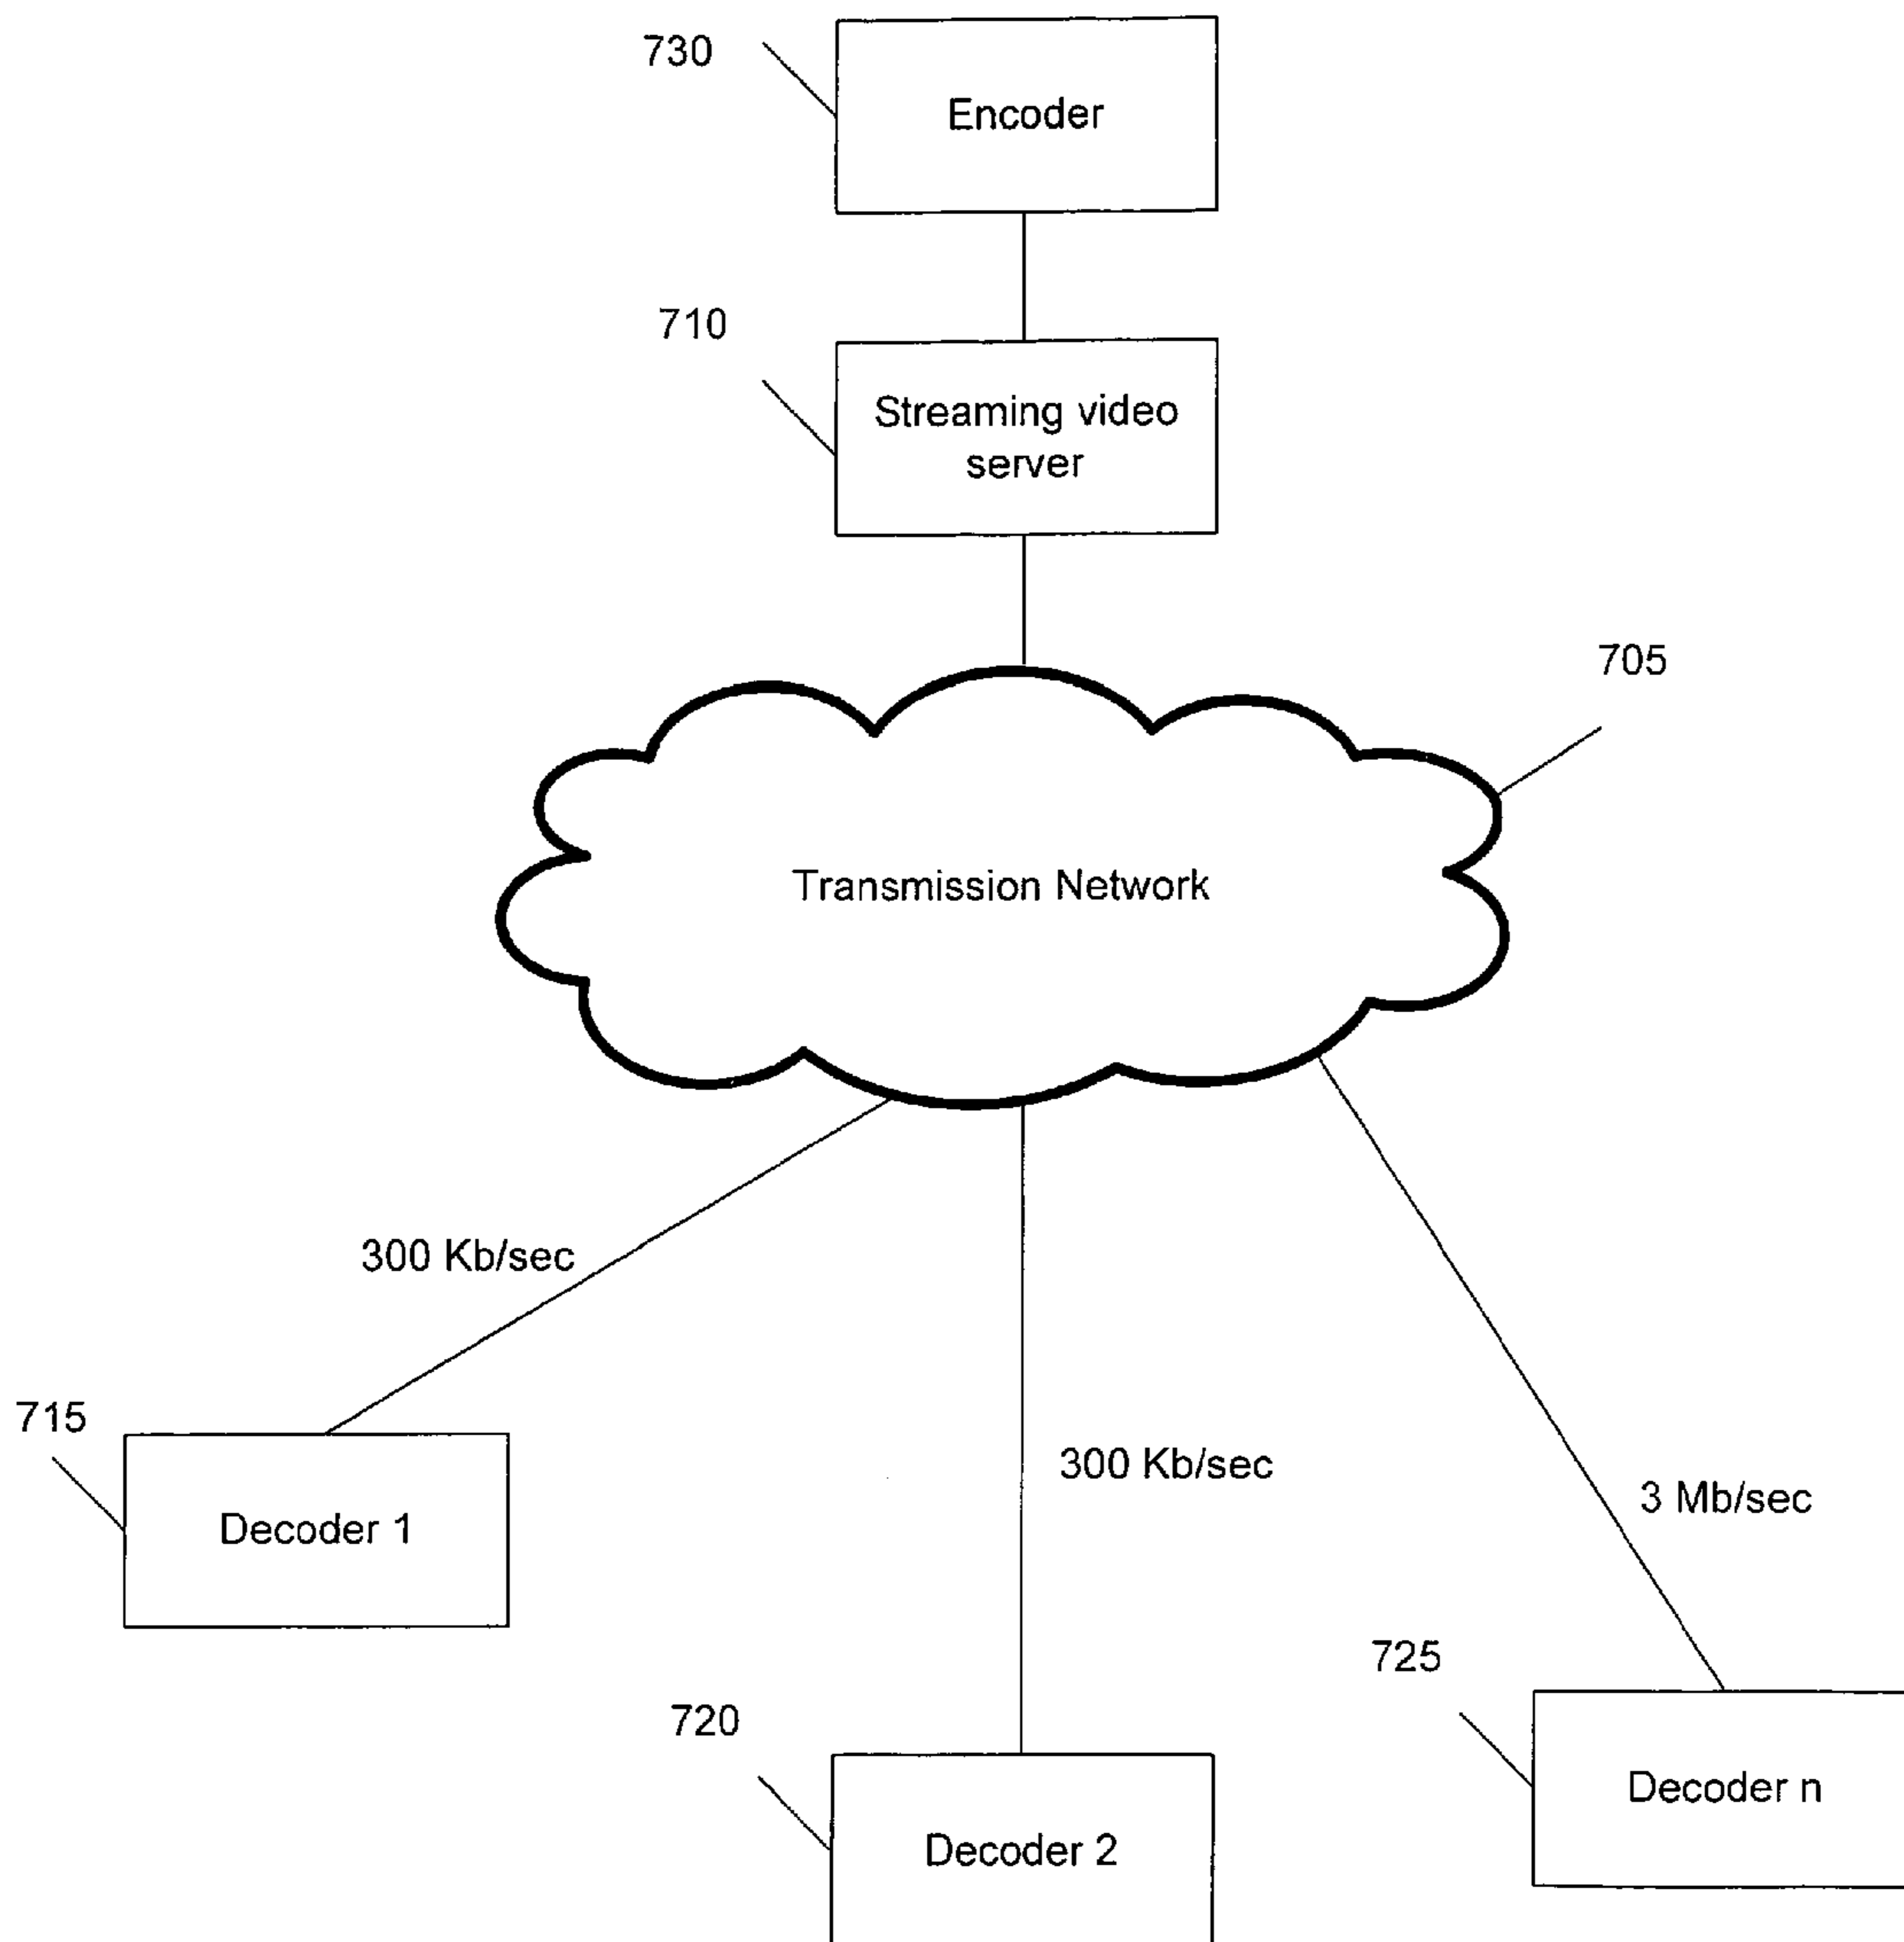 730
Encoder
710
Streaming video
server
705
Transmission Network
300 Kb/sec
715
300 Kb/sec
3 Mb/sec
Decoder 1
725
720
Decoder n
Decoder 2